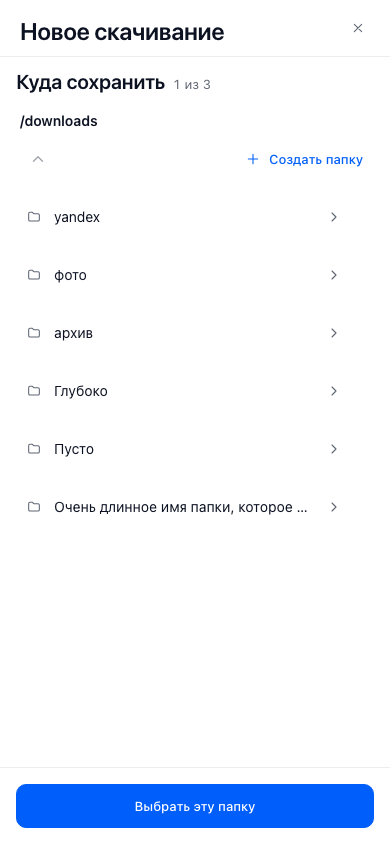 Новое скачивание
Куда сохранить 1 из 3
/downloads
Создать папку
yandex
фото
архив
Глубоко
Пусто
Очень длинное имя папки, которое ...
Выбрать эту папку